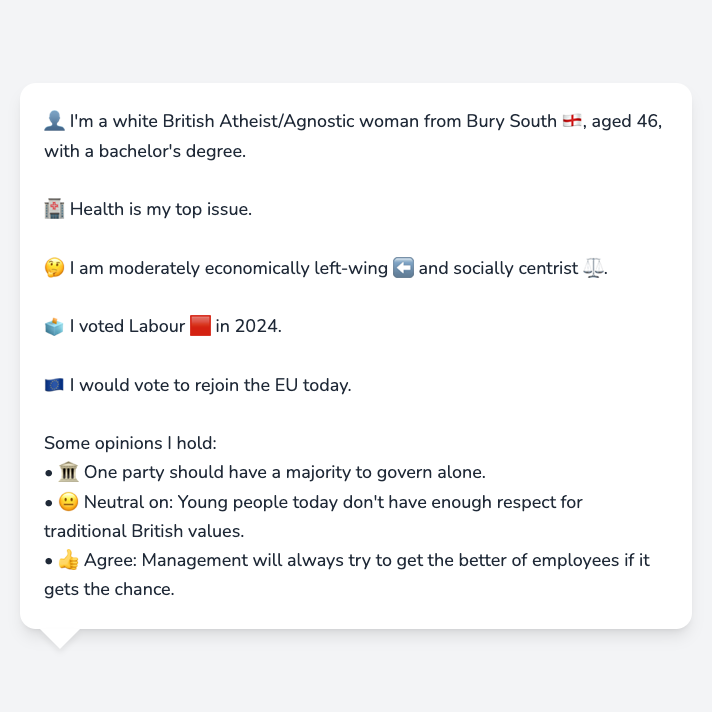 👤 I'm a white British Atheist/Agnostic woman from Bury South 🏴󠁧󠁢󠁥󠁮󠁧󠁿, aged 46,
with a bachelor's degree.
🏥 Health is my top issue.
🤔 I am moderately economically left-wing ⬅️ and socially centrist ⚖️.
🗳️ I voted Labour 🟥 in 2024.
🇪🇺 I would vote to rejoin the EU today.
Some opinions I hold:
• 🏛️ One party should have a majority to govern alone.
• 😐 Neutral on: Young people today don't have enough respect for
traditional British values.
• 👍 Agree: Management will always try to get the better of employees if it
gets the chance.